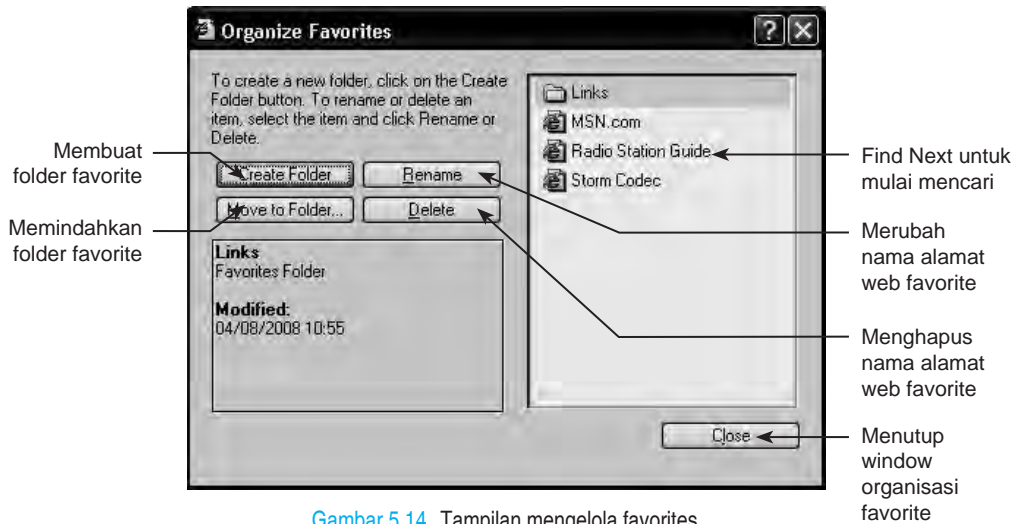 Organize Favorites
To create a new folder, click on the Create
Folder button. To rename or delete an
item, select the item and click Rename or
Delete.
Create Folder
Rename
Move to Folder...
Delete
Links
Favorites Folder
Modified:
04/08/2008 10:55
Links
MSN.com
Radio Station Guide
Storm Codec
Close
Membuat
folder favorite
Memindahkan
folder favorite
Find Next untuk
mulai mencari
Merubah
nama alamat
web favorite
Menghapus
nama alamat
web favorite
Menutup
window
organisasi
favorite
Gambar 5.14 Tampilan mengelola favorites